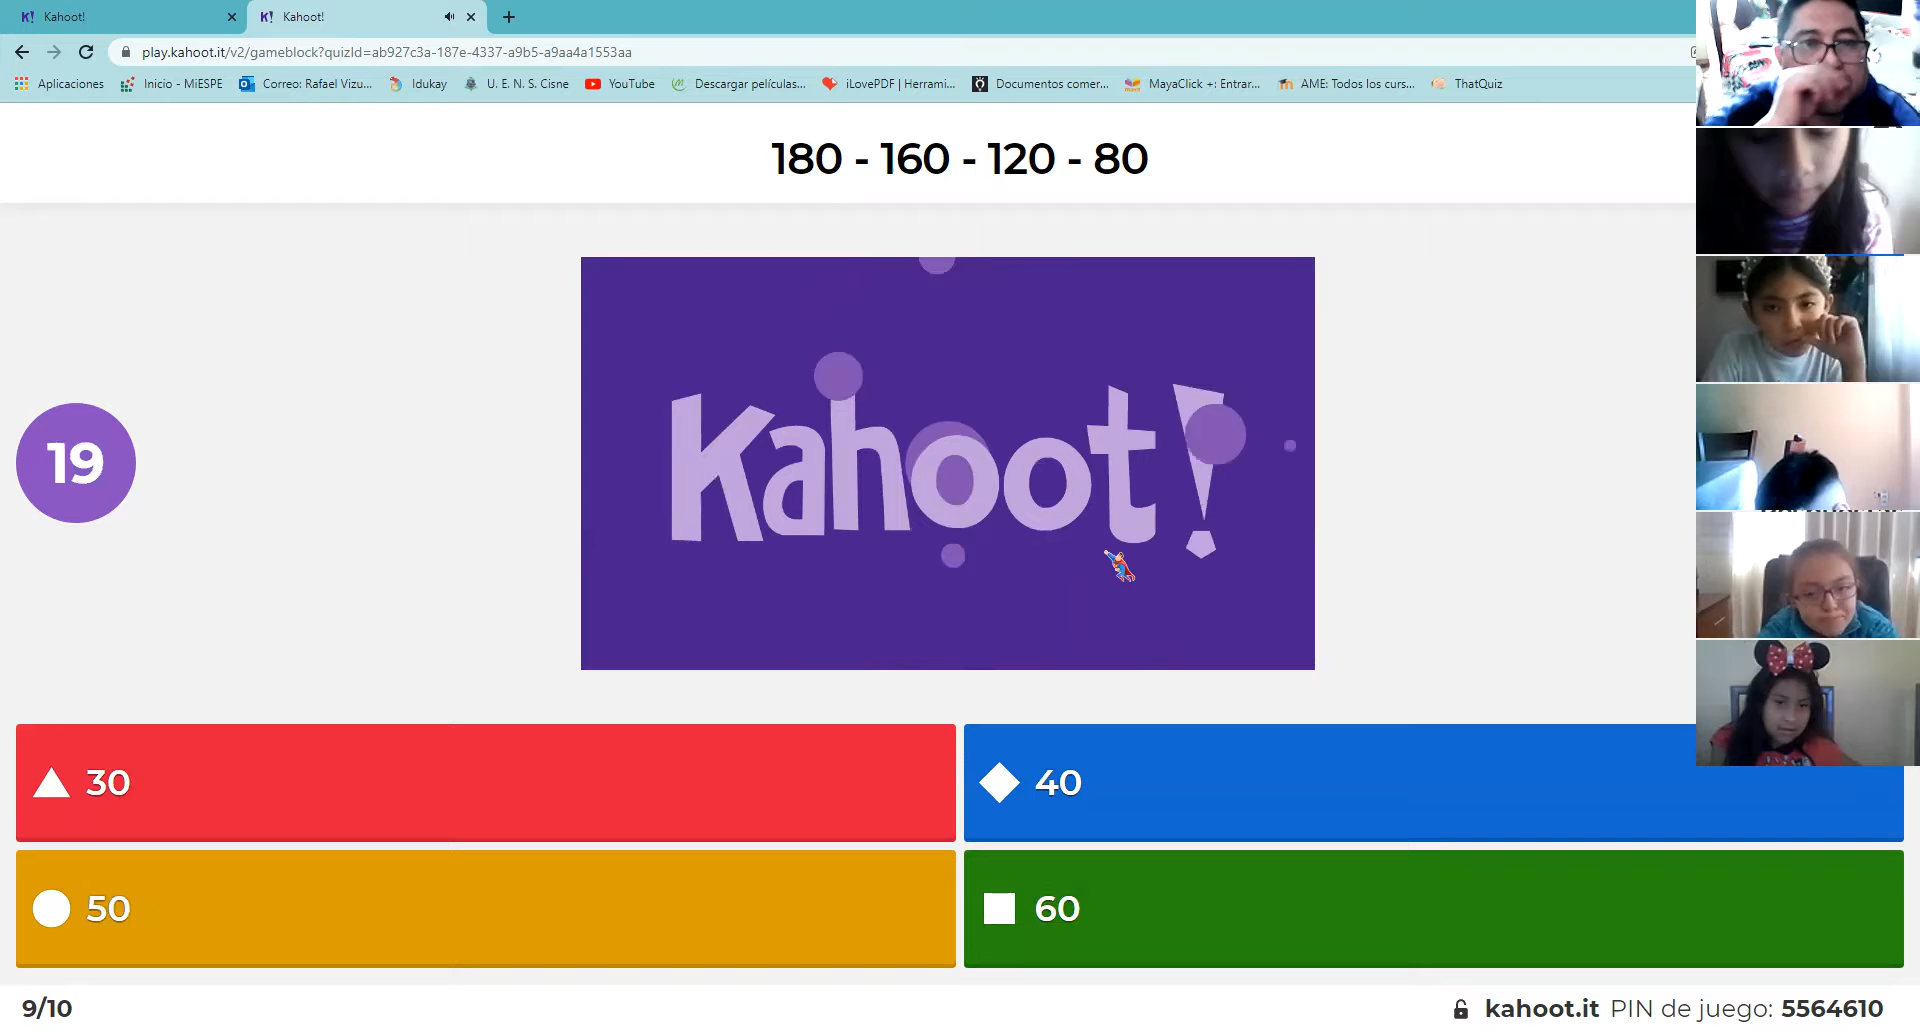 Kahoot!
Kahoot!
play.kahoot.it/v2/gameblock?quizId=ab927c3a-187e-4337-a9b5-a9aa4a1553aa
Aplicaciones
Inicio - MiESPE
Correo: Rafael Vizu...
Idukay
U. E. N. S. Cisne
YouTube
Descargar películas...
iLovePDF | Herrami...
Documentos comer...
MayaClick +: Entrar...
AME: Todos los curs...
ThatQuiz
180 - 160 - 120 - 80
Kahoot!
19
30
40
50
60
9/10
kahoot.it PIN de juego: 5564610